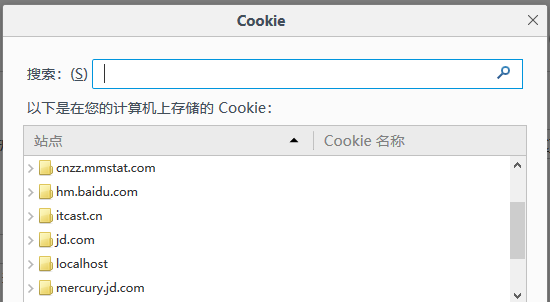 Cookie
搜索：(S)
以下是在您的计算机上存储的 Cookie：
站点 Cookie 名称
cnzz.mmstat.com
hm.baidu.com
itcast.cn
jd.com
localhost
mercury.jd.com